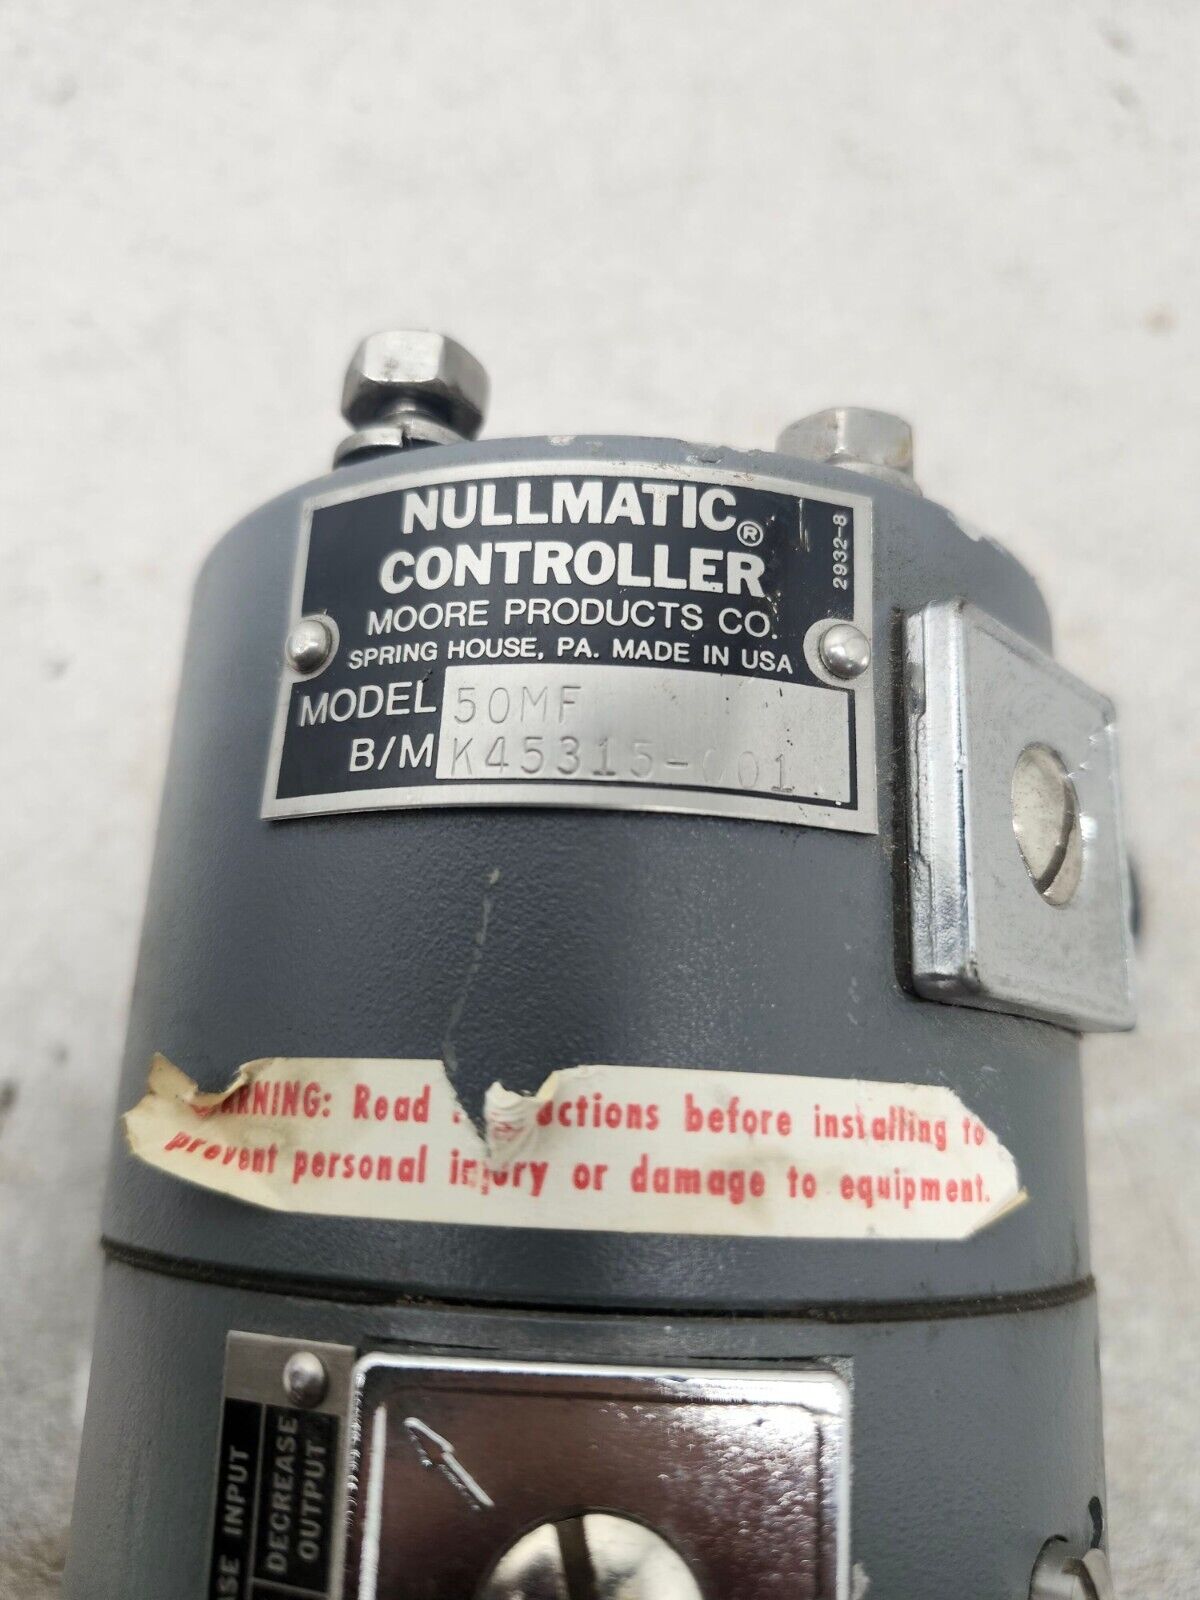 NULLMATIC®
CONTROLLER
MOORE PRODUCTS CO.
SPRING HOUSE, PA. MADE IN USA
MODEL 50MF
B/M K45315-001
2932-8
WARNING: Read instructions before installing to
prevent personal injury or damage to equipment.
INPUT
DECREASE
OUTPUT